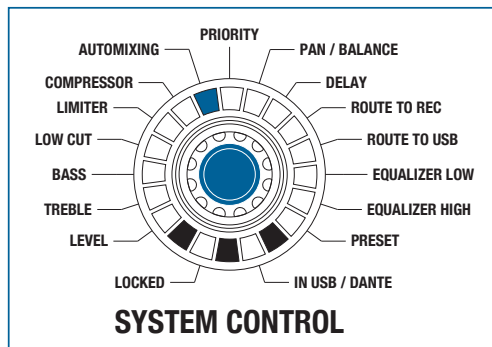 PRIORITY
AUTOMIXING
PAN / BALANCE
COMPRESSOR
DELAY
LIMITER
ROUTE TO REC
LOW CUT
ROUTE TO USB
BASS
EQUALIZER LOW
TREBLE
EQUALIZER HIGH
LEVEL
PRESET
LOCKED
IN USB / DANTE
SYSTEM CONTROL